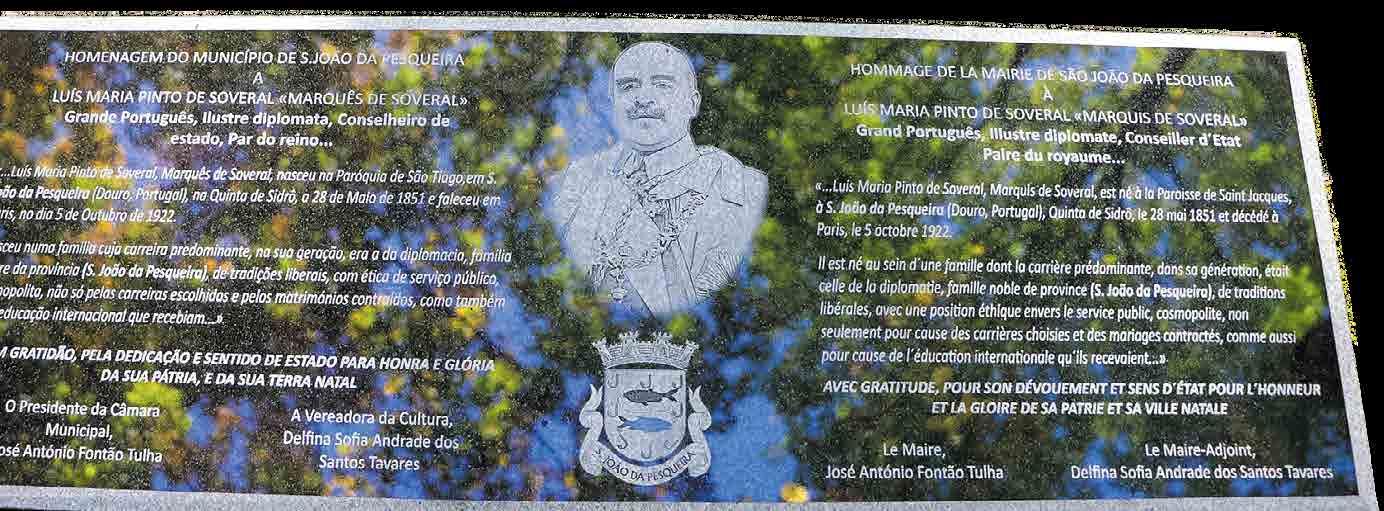 HOMENAGEM DO MUNICÍPIO DE S.JOÃO DA PESQUEIRA
A
LUÍS MARIA PINTO DE SOVERAL «MARQUÊS DE SOVERAL»
Grande Português, Illustre diplomata, Conselheiro de
estado, Par do reino...
«...Luís Maria Pinto de Soveral, Marquês de Soveral, nasceu na Paróquia de São Tiago,em S.
João da Pesqueira (Douro, Portugal), na Quinta de Sidrô, a 28 de Maio de 1851 e faleceu em
Paris, no dia 5 de Outubro de 1922.
sceu numa família cuja carreira predominante, na sua geração, era a da diplomacia, família
re da província (S. João da Pesqueira), de tradições liberais, com ética de serviço público,
mopolita, não só pelas carreiras escolhidas e pelos matrimónios contraídos, como também
educação internacional que recebiam...»
M GRATIDÃO, PELA DEDICAÇÃO E SENTIDO DE ESTADO PARA HONRA E GLÓRIA
DA SUA PÁTRIA, E DA SUA TERRA NATAL
O Presidente da Câmara
Municipal,
José António Fontão Tulha
A Vereadora da Cultura,
Delfina Sofia Andrade dos
Santos Tavares
S. JOÃO DA PESQUEIRA
HOMMAGE DE LA MAIRIE DE SÃO JOÃO DA PESQUEIRA
À
LUÍS MARIA PINTO DE SOVERAL «MARQUIS DE SOVERAL»
Grand Português, Illustre diplomate, Conseiller d'Etat
Paire du royaume...
«...Luís Maria Pinto de Soveral, Marquis de Soveral, est né à la Paroisse de Saint Jacques,
à S. João da Pesqueira (Douro, Portugal), Quinta de Sidrô, le 28 mai 1851 et décédé à
Paris, le 5 octobre 1922.
Il est né au sein d´une famille dont la carrière prédominante, dans sa génération, était
celle de la diplomatie, famille noble de province (S. João da Pesqueira), de traditions
libérales, avec une position éthique envers le service public, cosmopolite, non
seulement pour cause des carrières choisies et des mariages contractés, comme aussi
pour cause de l´éducation internationale qu´ils recevaient...»
AVEC GRATITUDE, POUR SON DÉVOUEMENT ET SENS D'ÉTAT POUR L'HONNEUR
ET LA GLOIRE DE SA PATRIE ET SA VILLE NATALE
Le Maire,
José António Fontão Tulha
Le Maire-Adjoint,
Delfina Sofia Andrade dos Santos Tavares